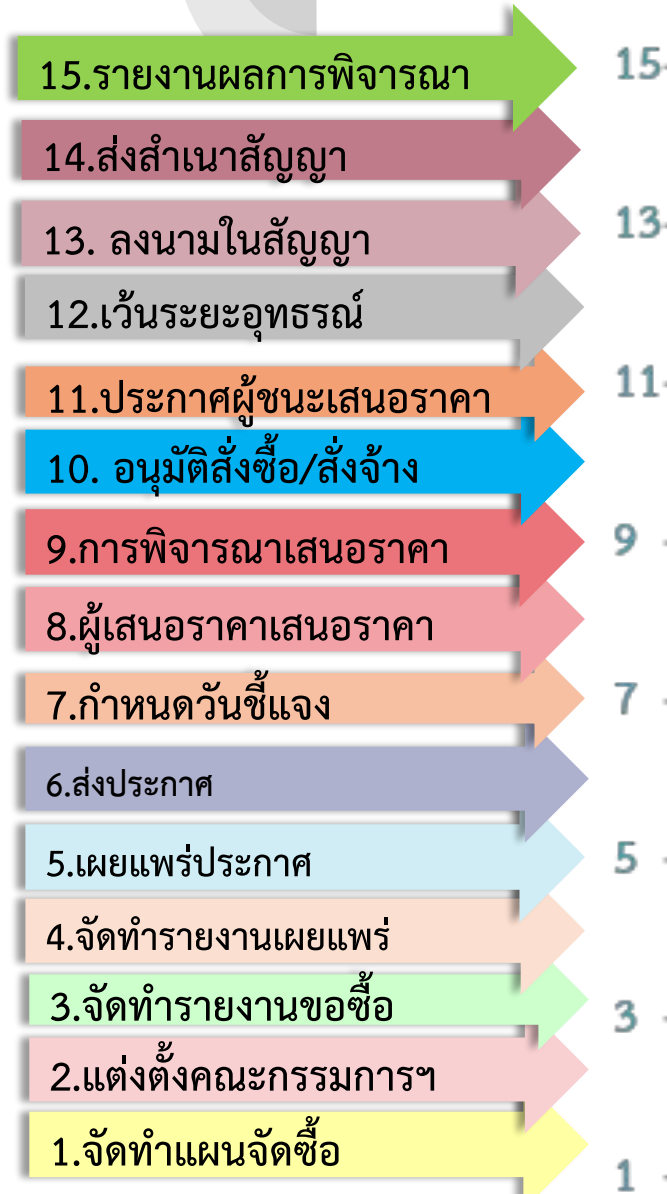 15.รายงานผลการพิจารณา
15
14.ส่งสำเนาสัญญา
13. ลงนามในสัญญา
13
12.เว้นระยะอุทธรณ์
11.ประกาศผู้ชนะเสนอราคา
11
10. อนุมัติสั่งซื้อ/สั่งจ้าง
9.การพิจารณาเสนอราคา
9
8.ผู้เสนอราคาเสนอราคา
7.กำหนดวันชี้แจง
7
6.ส่งประกาศ
5.เผยแพร่ประกาศ
5
4.จัดทำรายงานเผยแพร่
3.จัดทำรายงานขอซื้อ
3
2.แต่งตั้งคณะกรรมการฯ
1.จัดทำแผนจัดซื้อ
1